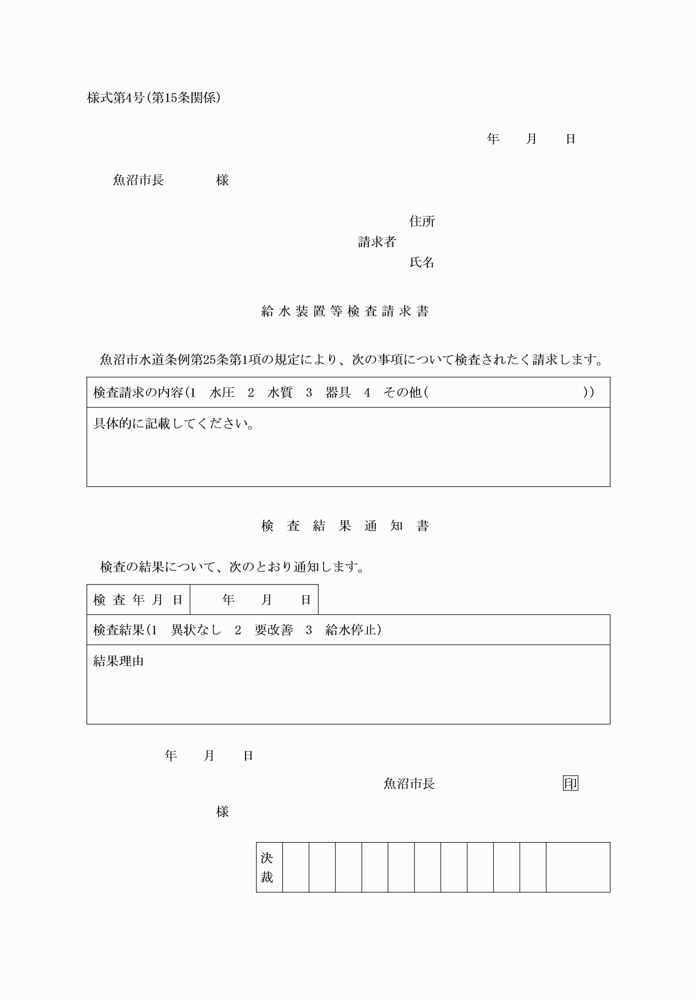 様式第4号(第15条関係)
年　　月　　日
魚沼市長　　　　様
住所
請求者
氏名
給水装置等検査請求書
魚沼市水道条例第25条第1項の規定により、次の事項について検査されたく請求します。
検査請求の内容(1　水圧　2　水質　3　器具　4　その他(　　　　　　　　　　　　))
具体的に記載してください。
検査結果通知書
検査の結果について、次のとおり通知します。
検査年月日　　　年　　月　　日
検査結果(1　異状なし　2　要改善　3　給水停止)
結果理由
年　　月　　日
魚沼市長　　　　　　　　　　印
様
決
裁